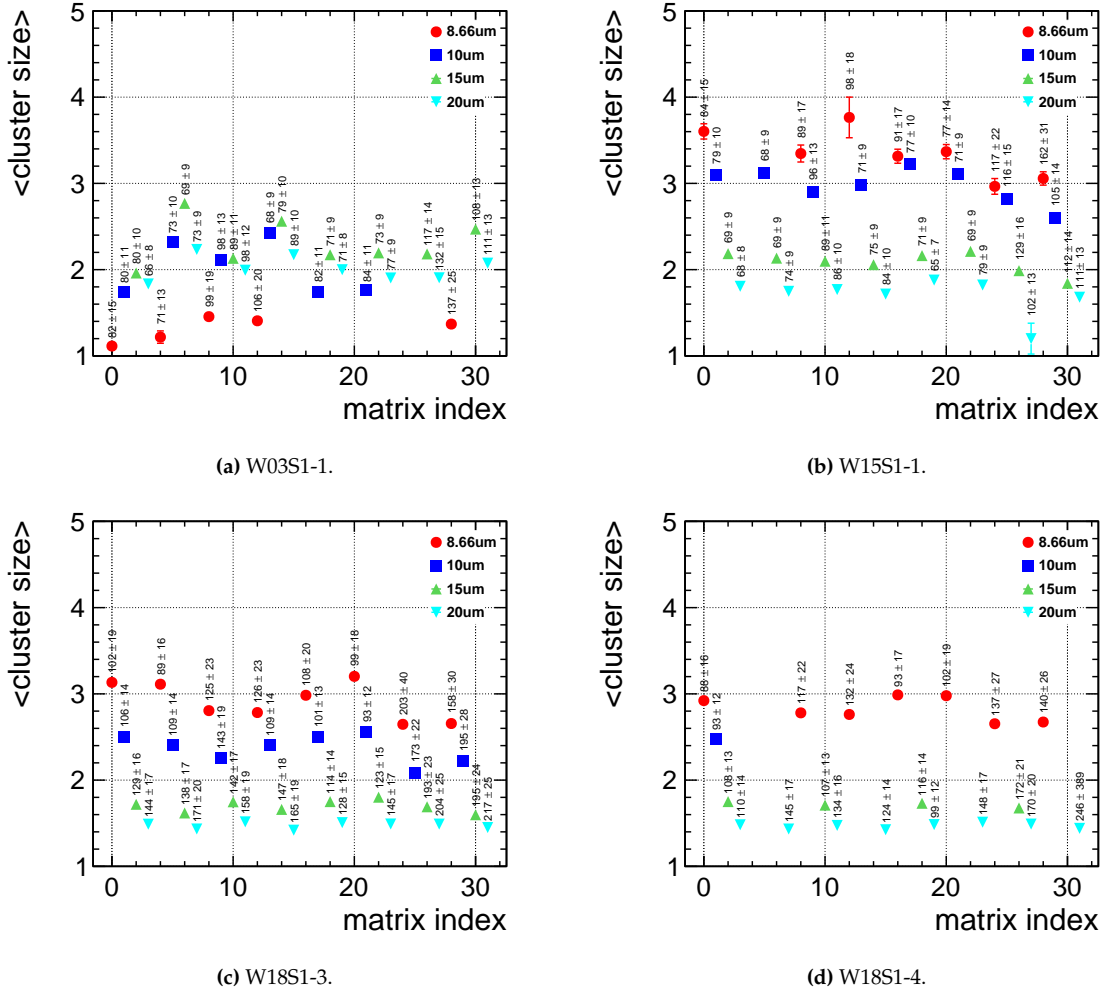 <cluster size>
5
4
3
2
1
8.66um
10um
15um
20um
82 ± 15
80 ± 11
80 ± 10
66 ± 8
71 ± 13
73 ± 10
69 ± 9
73 ± 9
99 ± 19
98 ± 13
89 ± 11
98 ± 12
106 ± 20
68 ± 9
79 ± 10
89 ± 10
82 ± 11
71 ± 9
71 ± 8
84 ± 11
73 ± 9
77 ± 9
117 ± 14
132 ± 15
137 ± 25
108 ± 13
111 ± 13
0 10 20 30
matrix index
(a) W03S1-1.
<cluster size>
5
4
3
2
1
8.66um
10um
15um
20um
84 ± 15
79 ± 10
69 ± 9
68 ± 8
68 ± 9
69 ± 9
74 ± 9
89 ± 17
96 ± 13
89 ± 11
86 ± 10
98 ± 18
71 ± 9
75 ± 9
84 ± 10
91 ± 17
77 ± 10
71 ± 9
65 ± 7
77 ± 14
71 ± 9
69 ± 9
79 ± 9
117 ± 22
116 ± 15
129 ± 16
102 ± 13
162 ± 31
105 ± 14
112 ± 14
111 ± 13
0 10 20 30
matrix index
(b) W15S1-1.
<cluster size>
5
4
3
2
1
8.66um
10um
15um
20um
102 ± 19
106 ± 14
129 ± 16
144 ± 17
89 ± 16
109 ± 14
138 ± 17
171 ± 20
125 ± 23
143 ± 19
142 ± 17
158 ± 19
126 ± 23
109 ± 14
147 ± 18
165 ± 19
108 ± 20
101 ± 13
114 ± 14
128 ± 15
99 ± 18
93 ± 12
123 ± 15
145 ± 17
203 ± 40
173 ± 22
193 ± 23
204 ± 25
158 ± 30
195 ± 28
195 ± 24
217 ± 25
0 10 20 30
matrix index
(c) W18S1-3.
<cluster size>
5
4
3
2
1
8.66um
10um
15um
20um
88 ± 16
93 ± 12
108 ± 13
110 ± 14
145 ± 17
117 ± 22
107 ± 13
134 ± 16
132 ± 24
124 ± 14
93 ± 17
116 ± 14
99 ± 12
102 ± 19
148 ± 17
137 ± 27
172 ± 21
170 ± 20
140 ± 26
246 ± 389
0 10 20 30
matrix index
(d) W18S1-4.